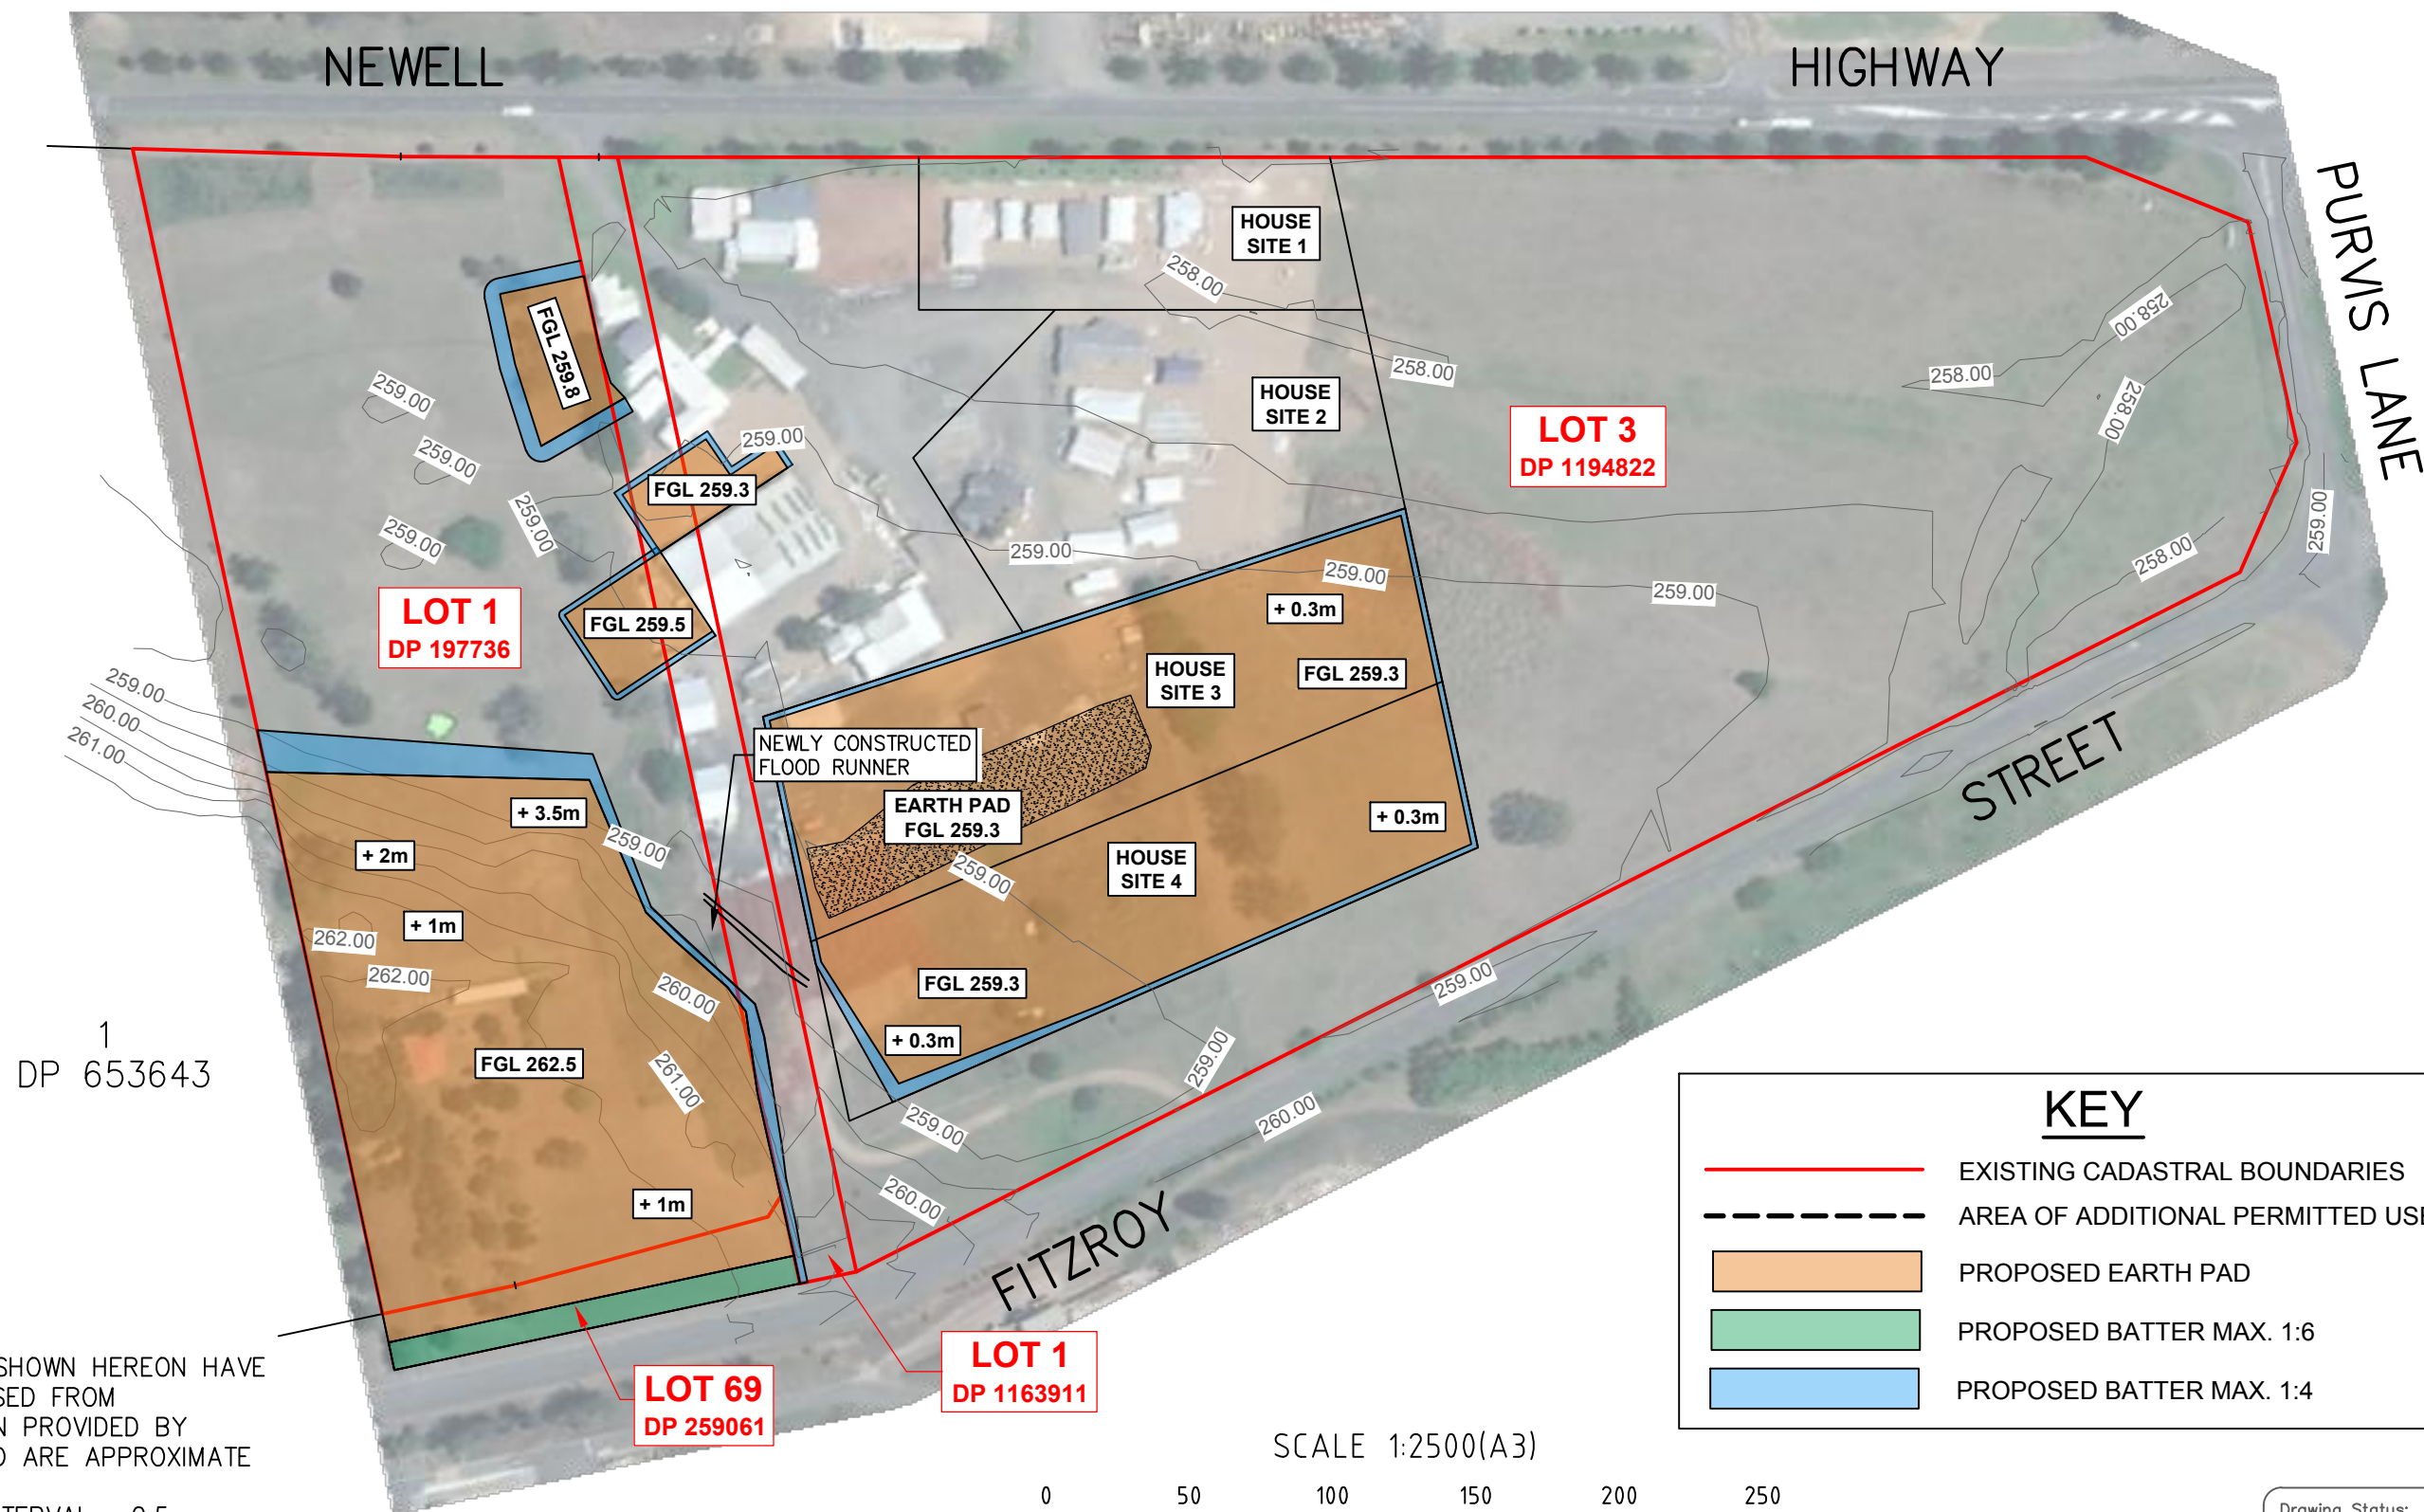 NEWELL
HIGHWAY
PURVIS LANE
HOUSE
SITE 1
258.00
258.00
HOUSE
SITE 2
258.00
258.00
258.00
LOT 3
DP 1194822
FGL 259.8
259.00
259.00
259.00
259.00
259.00
FGL 259.3
259.00
259.00
259.00
258.00
259.00
LOT 1
DP 197736
FGL 259.5
+ 0.3m
HOUSE
SITE 3
FGL 259.3
259.00
260.00
261.00
NEWLY CONSTRUCTED
FLOOD RUNNER
EARTH PAD
FGL 259.3
+ 0.3m
STREET
+ 3.5m
259.00
+ 2m
259.00
HOUSE
SITE 4
+ 1m
262.00
262.00
260.00
FGL 259.3
259.00
+ 0.3m
259.00
1
DP 653643
FGL 262.5
261.00
259.00
260.00
260.00
+ 1m
FITZROY
KEY
EXISTING CADASTRAL BOUNDARIES
AREA OF ADDITIONAL PERMITTED USE
PROPOSED EARTH PAD
PROPOSED BATTER MAX. 1:6
PROPOSED BATTER MAX. 1:4
LOT 69
DP 259061
LOT 1
DP 1163911
SHOWN HEREON HAVE
FROM
PROVIDED BY
ARE APPROXIMATE
SCALE 1:2500(A3)
0 50 100 150 200 250
Drawing Status: